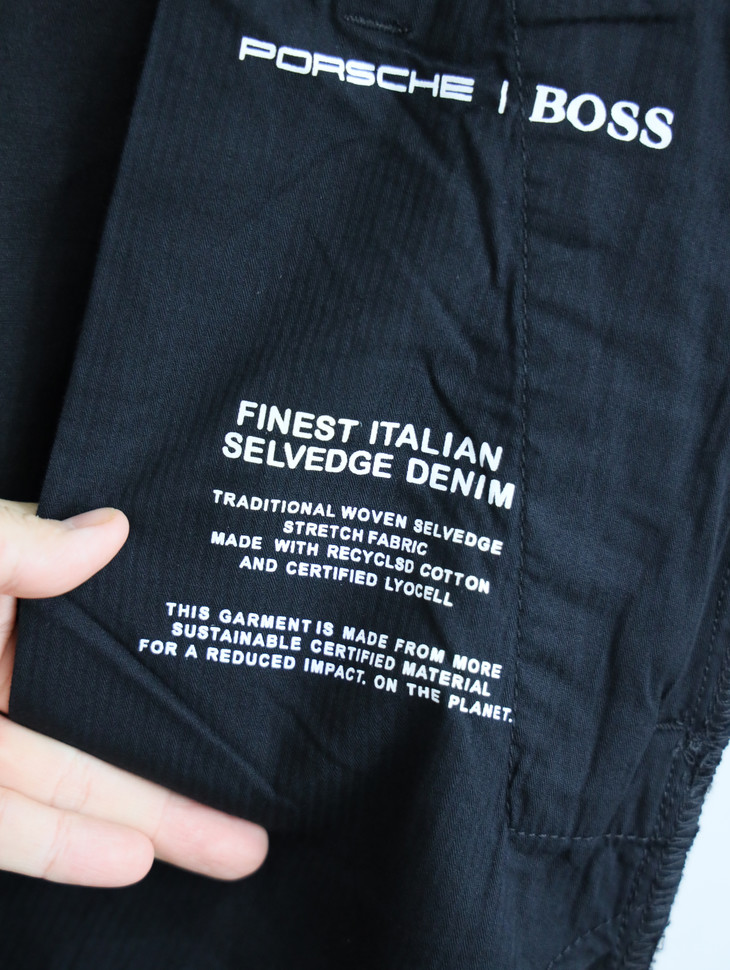 PORSCHE | BOSS
FINEST ITALIAN
SELVEDGE DENIM
TRADITIONAL WOVEN SELVEDGE
STRETCH FABRIC
MADE WITH RECYCLSD COTTON
AND CERTIFIED LYOCELL
THIS GARMENT IS MADE FROM MORE
SUSTAINABLE CERTIFIED MATERIAL
FOR A REDUCED IMPACT. ON THE PLANET.